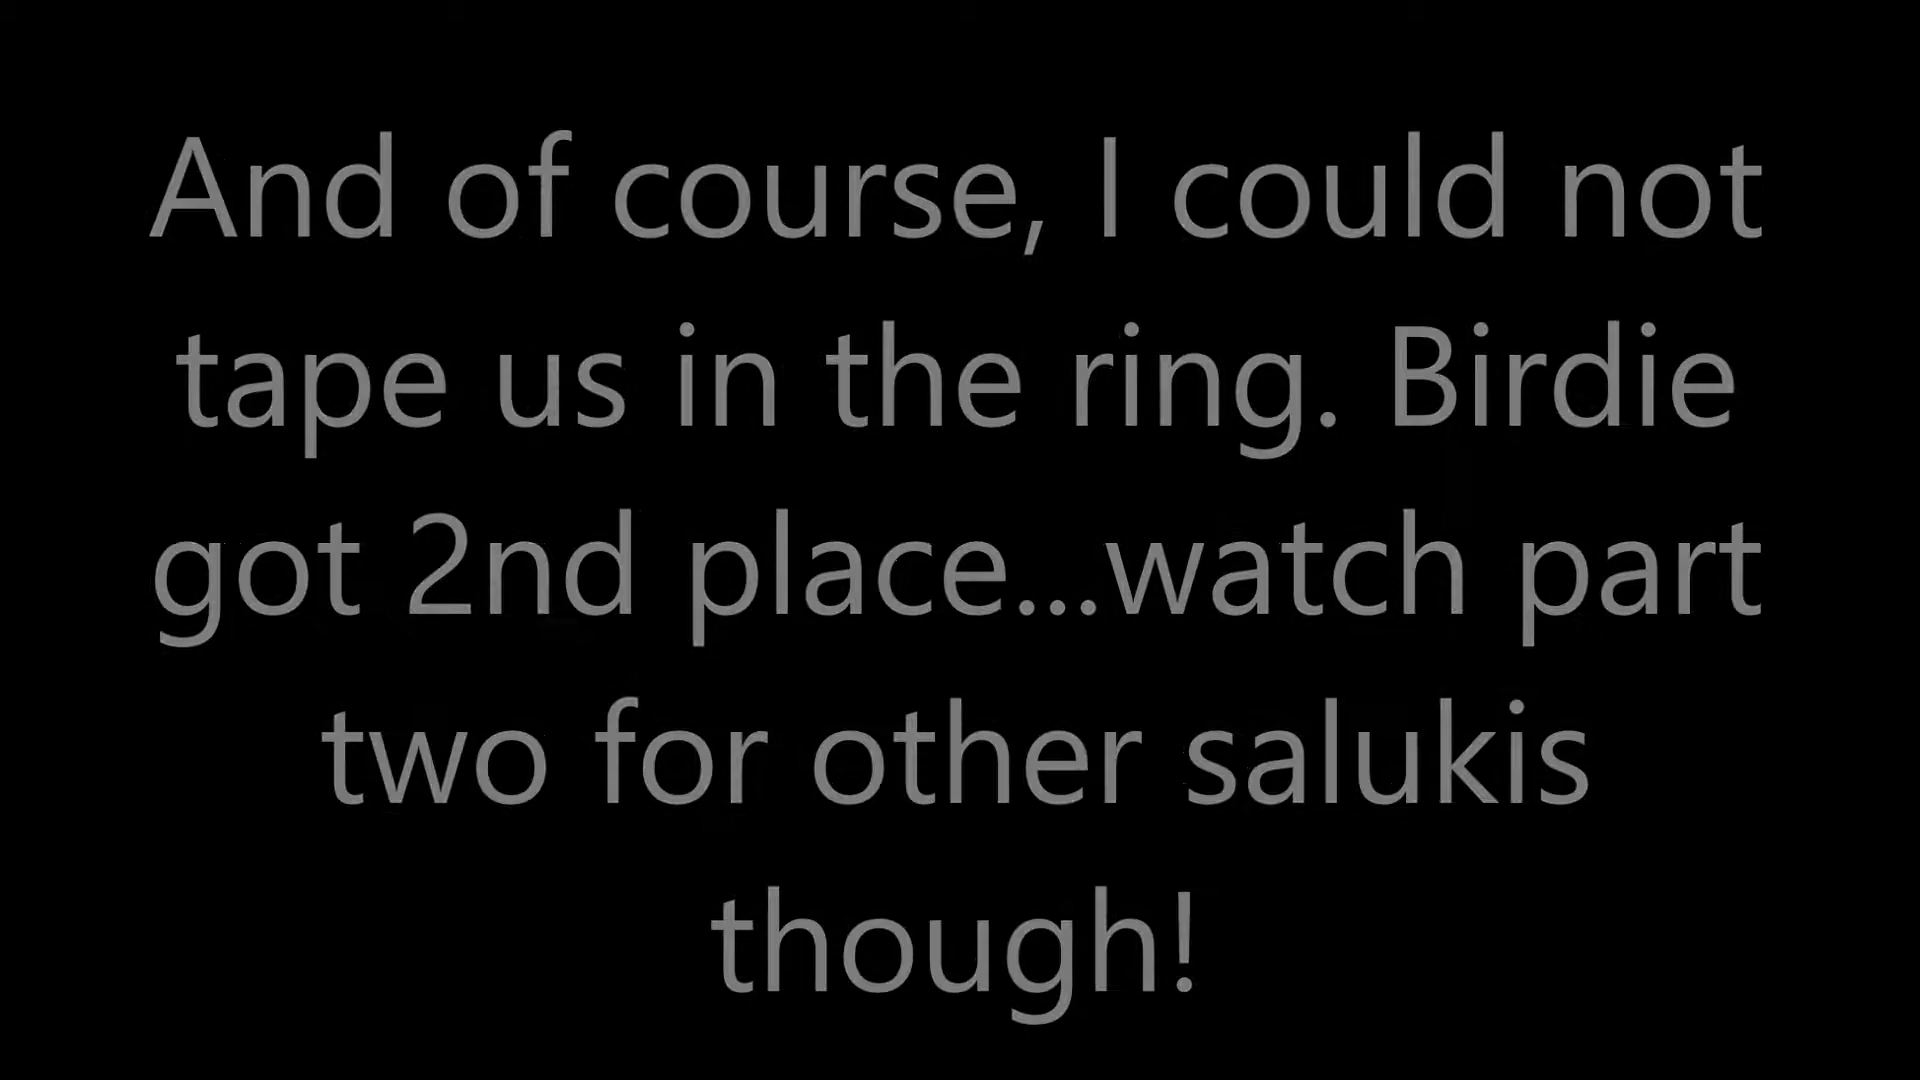 And of course, I could not
tape us in the ring. Birdie
got 2nd place...watch part
two for other salukis
though!